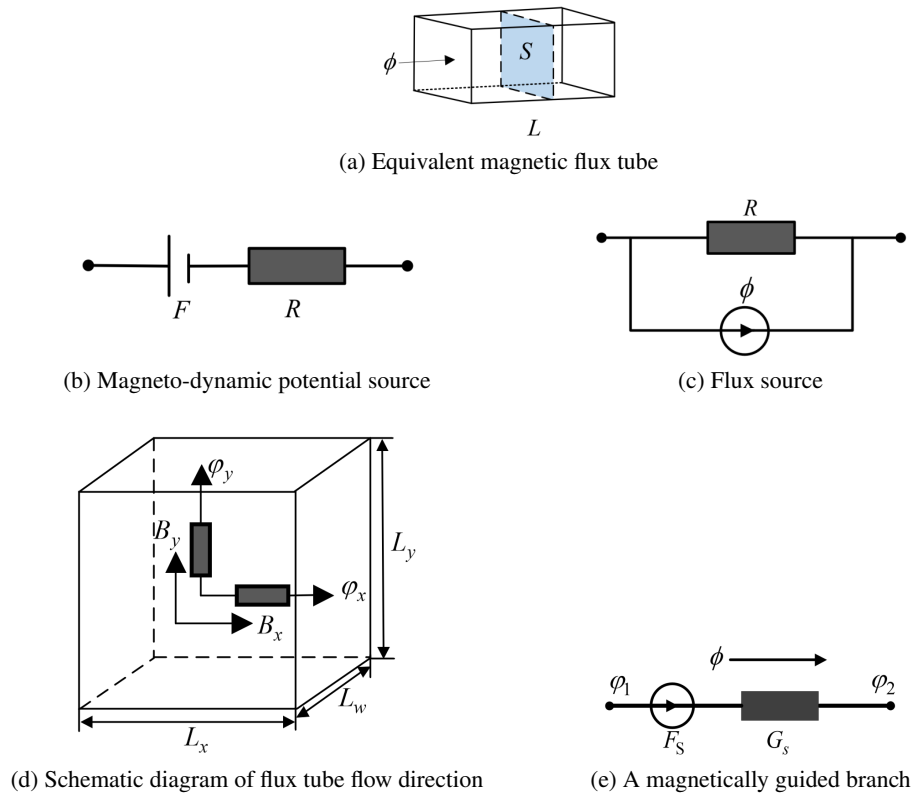 ϕ
S
L
(a) Equivalent magnetic flux tube
F
R
(b) Magneto-dynamic potential source
R
ϕ
(c) Flux source
φy
By
Ly
φx
Bx
Lw
Lx
(d) Schematic diagram of flux tube flow direction
ϕ
φ1
φ2
FS
Gs
(e) A magnetically guided branch